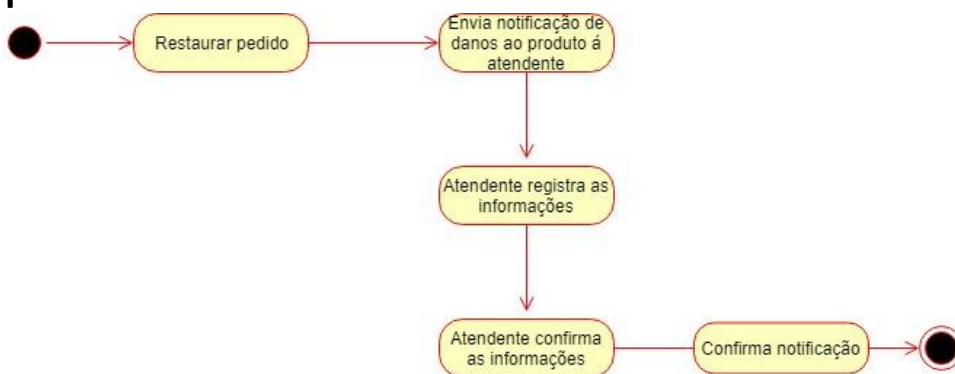 Restaurar pedido
Envia notificação de
danos ao produto á
atendente
Atendente registra as
informações
Atendente confirma
as informações
Confirma notificação